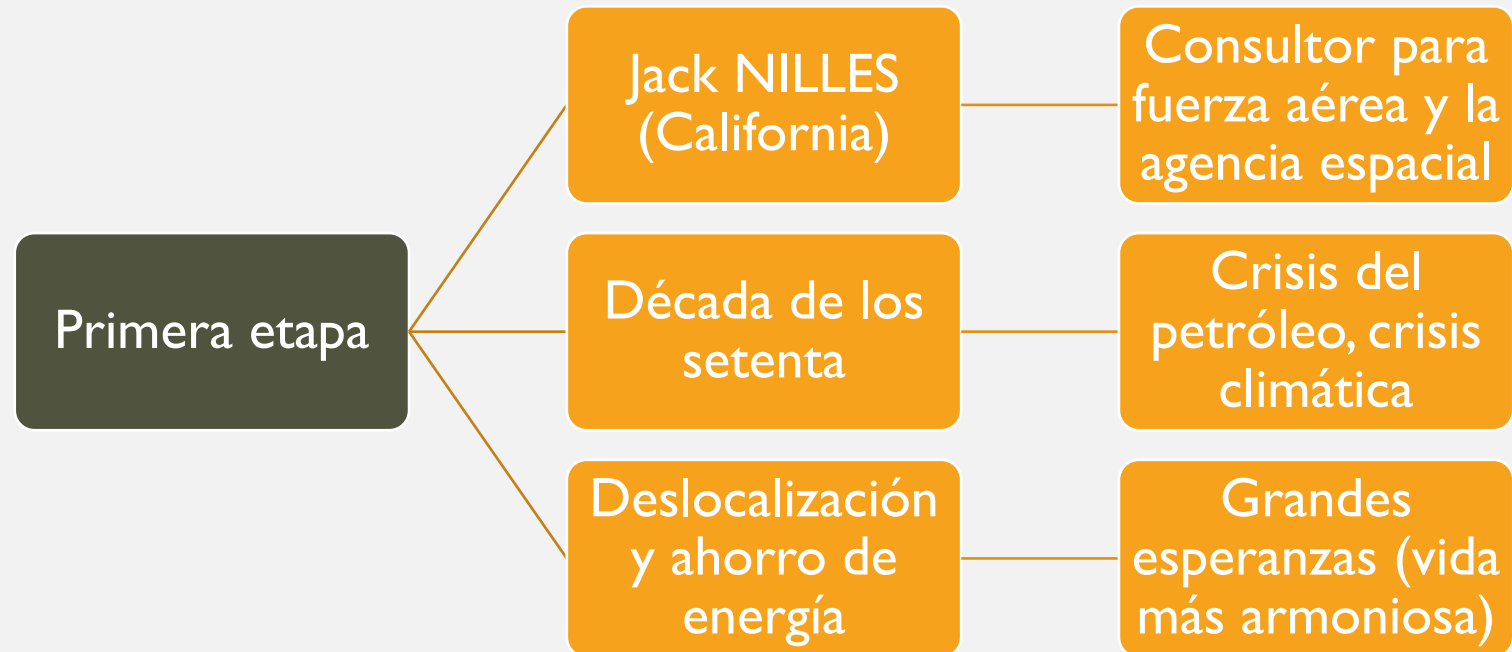 Primera etapa
Jack NILLES
(California)
Consultor para
fuerza aérea y la
agencia espacial
Década de los
setenta
Crisis del
petróleo, crisis
climática
Deslocalización
y ahorro de
energía
Grandes
esperanzas (vida
más armoniosa)